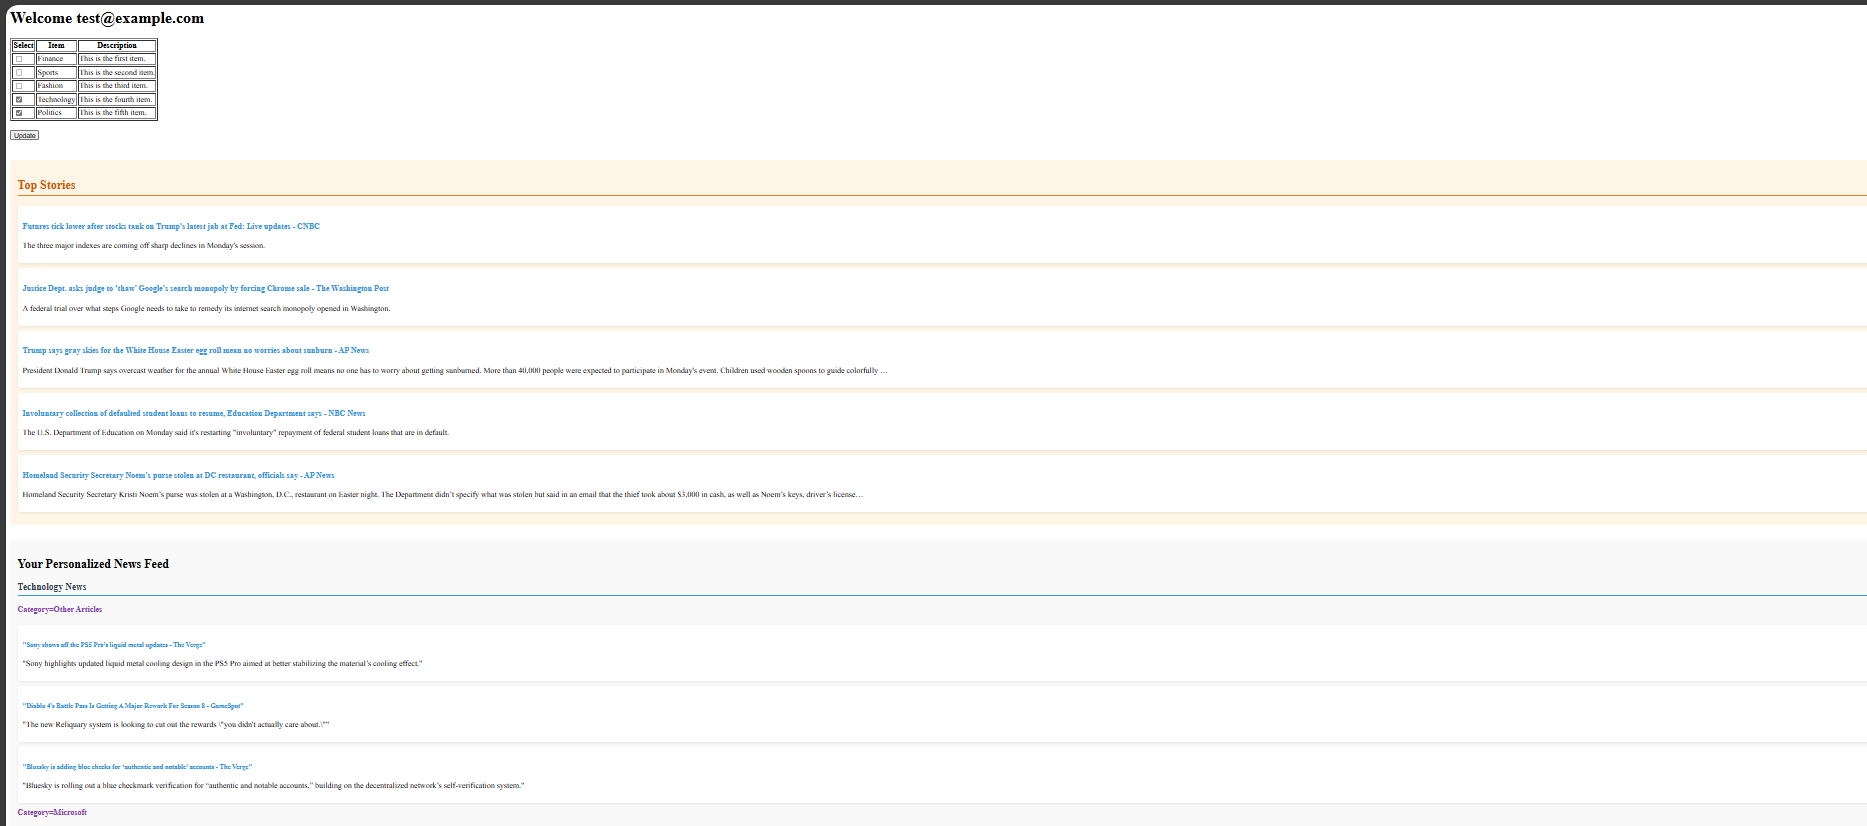 Welcome test@example.com
Select Item Description
Finance This is the first item.
Sports This is the second item.
Fashion This is the third item.
Technology This is the fourth item.
Politics This is the fifth item.
Update
Top Stories
Futures tick lower after stocks tank on Trump's latest jab at Fed: Live updates - CNBC
The three major indexes are coming off sharp declines in Monday's session.
Justice Dept. asks judge to 'thaw' Google's search monopoly by forcing Chrome sale - The Washington Post
A federal trial over what steps Google needs to take to remedy its internet search monopoly opened in Washington.
Trump says gray skies for the White House Easter egg roll mean no worries about sunburn - AP News
President Donald Trump says overcast weather for the annual White House Easter egg roll means no one has to worry about getting sunburned. More than 40,000 people were expected to participate in Monday's event. Children used wooden spoons to guide colorfully …
Involuntary collection of defaulted student loans to resume, Education Department says - NBC News
The U.S. Department of Education on Monday said it's restarting "involuntary" repayment of federal student loans that are in default.
Homeland Security Secretary Noem's purse stolen at DC restaurant, officials say - AP News
Homeland Security Secretary Kristi Noem's purse was stolen at a Washington, D.C., restaurant on Easter night. The Department didn't specify what was stolen but said in an email that the thief took about $3,000 in cash, as well as Noem's keys, driver's license…
Your Personalized News Feed
Technology News
Category=Other Articles
"Sony shows off the PS5 Pro's liquid metal updates - The Verge"
"Sony highlights updated liquid metal cooling design in the PS5 Pro aimed at better stabilizing the material's cooling effect."
"Diablo 4's Battle Pass Is Getting A Major Rework For Season 8 - GameSpot"
"The new Reliquary system is looking to cut out the rewards \"you didn't actually care about.\""
"Bluesky is adding blue checks for 'authentic and notable' accounts - The Verge"
"Bluesky is rolling out a blue checkmark verification for “authentic and notable accounts,” building on the decentralized network's self-verification system."
Category=Microsoft